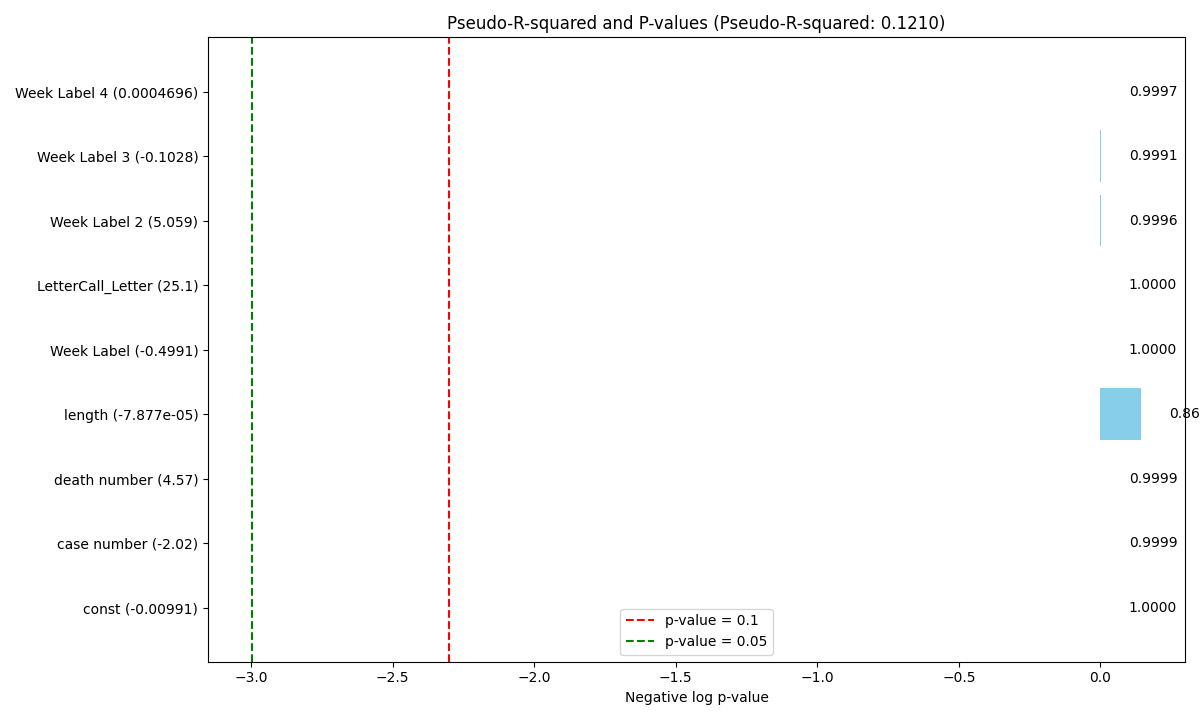 Pseudo-R-squared and P-values (Pseudo-R-squared: 0.1210)
Week Label 4 (0.0004696)
0.9997
Week Label 3 (-0.1028)
0.9991
Week Label 2 (5.059)
0.9996
LetterCall_Letter (25.1)
1.0000
Week Label (-0.4991)
1.0000
length (-7.877e-05)
0.86
death number (4.57)
0.9999
case number (-2.02)
0.9999
const (-0.00991)
1.0000
p-value = 0.1
p-value = 0.05
−3.0 −2.5 −2.0 −1.5 −1.0 −0.5 0.0
Negative log p-value